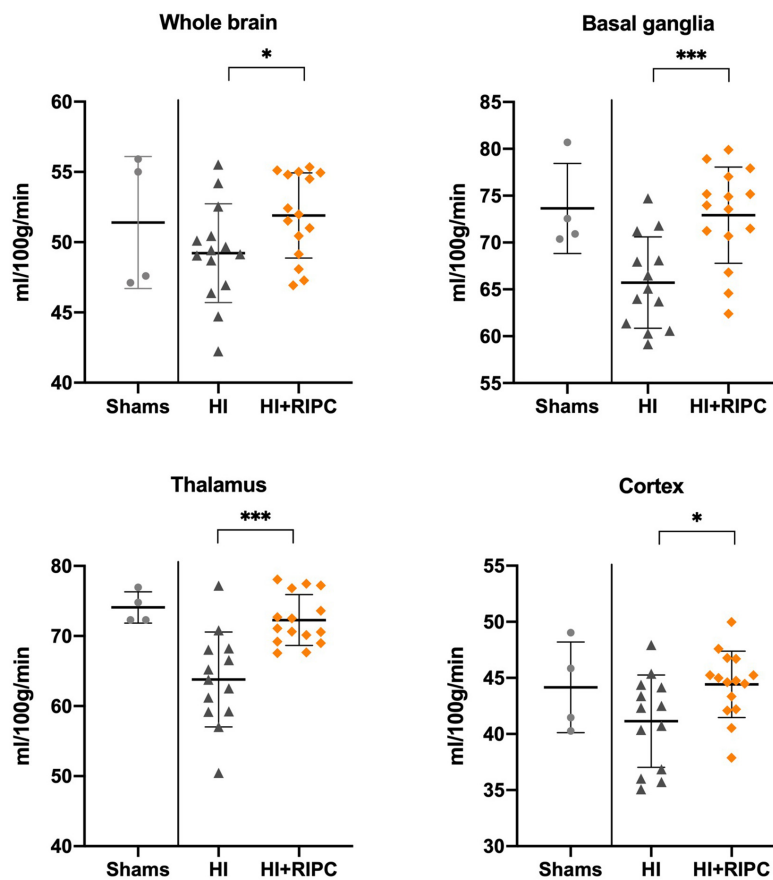 Whole brain
*
ml/100g/min
60
55
50
45
40
Shams HI HI+RIPC
Basal ganglia
***
ml/100g/min
85
80
75
70
65
60
55
Shams HI HI+RIPC
Thalamus
***
ml/100g/min
80
70
60
50
40
Shams HI HI+RIPC
Cortex
*
ml/100g/min
55
50
45
40
35
30
Shams HI HI+RIPC